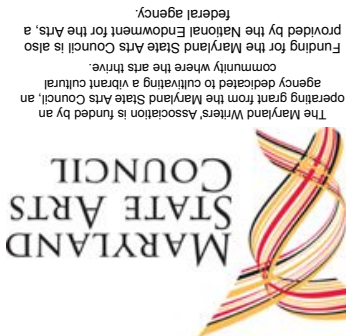 MARYLAND
STATE ARTS
COUNCIL
The Maryland Writers' Association is funded by an
operating grant from the Maryland State Arts Council, an
agency dedicated to cultivating a vibrant cultural
community where the arts thrive.
Funding for the Maryland State Arts Council is also
provided by the National Endowment for the Arts, a
federal agency.